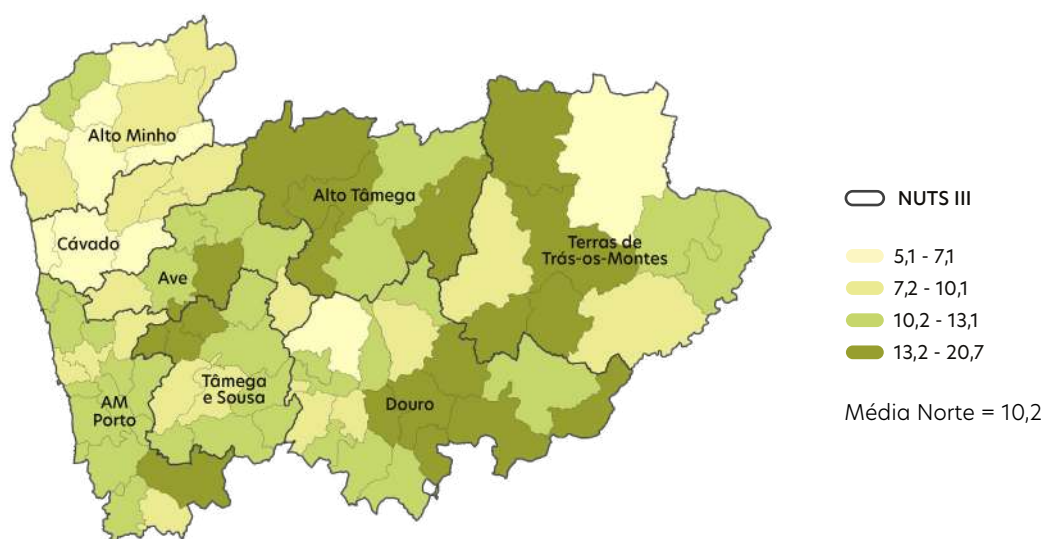 Alto Minho
Alto Tâmega
Cávado
Terras de
Trás-os-Montes
Ave
Tâmega
e Sousa
AM
Porto
Douro
NUTS III
5,1 - 7,1
7,2 - 10,1
10,2 - 13,1
13,2 - 20,7
Média Norte = 10,2